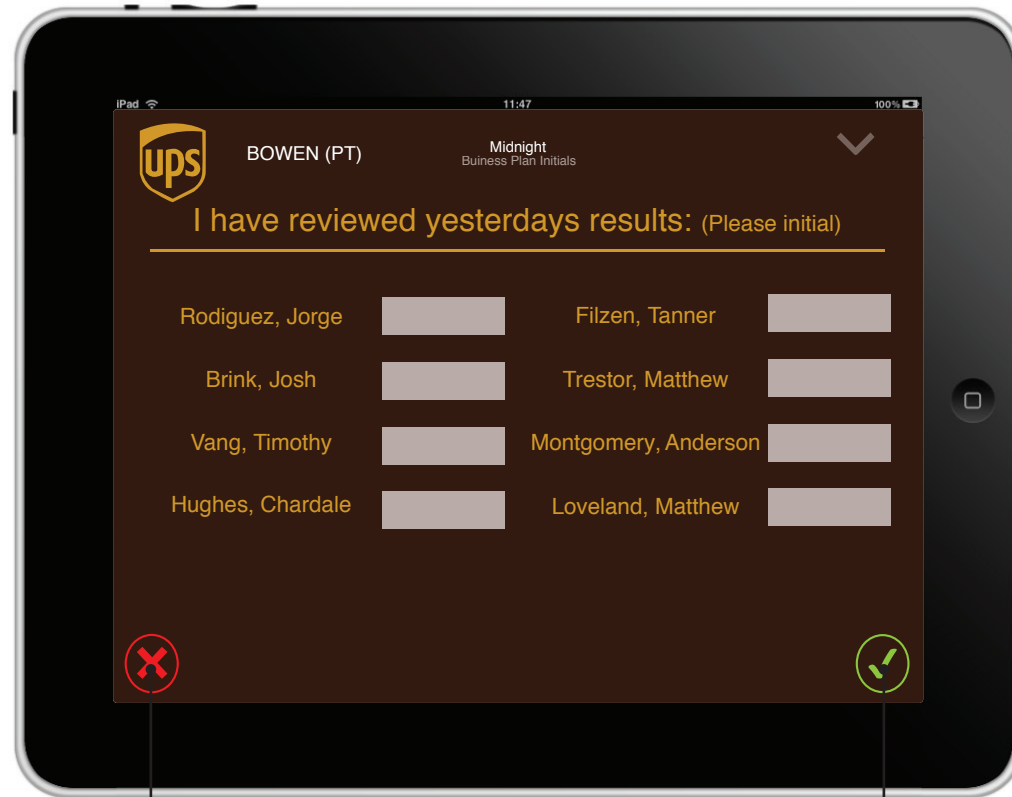 iPad 11:47 100%
ups BOWEN (PT) Midnight
Buiness Plan Initials
I have reviewed yesterdays results: (Please initial)
Rodiguez, Jorge Filzen, Tanner
Brink, Josh Trestor, Matthew
Vang, Timothy Montgomery, Anderson
Hughes, Chardale Loveland, Matthew